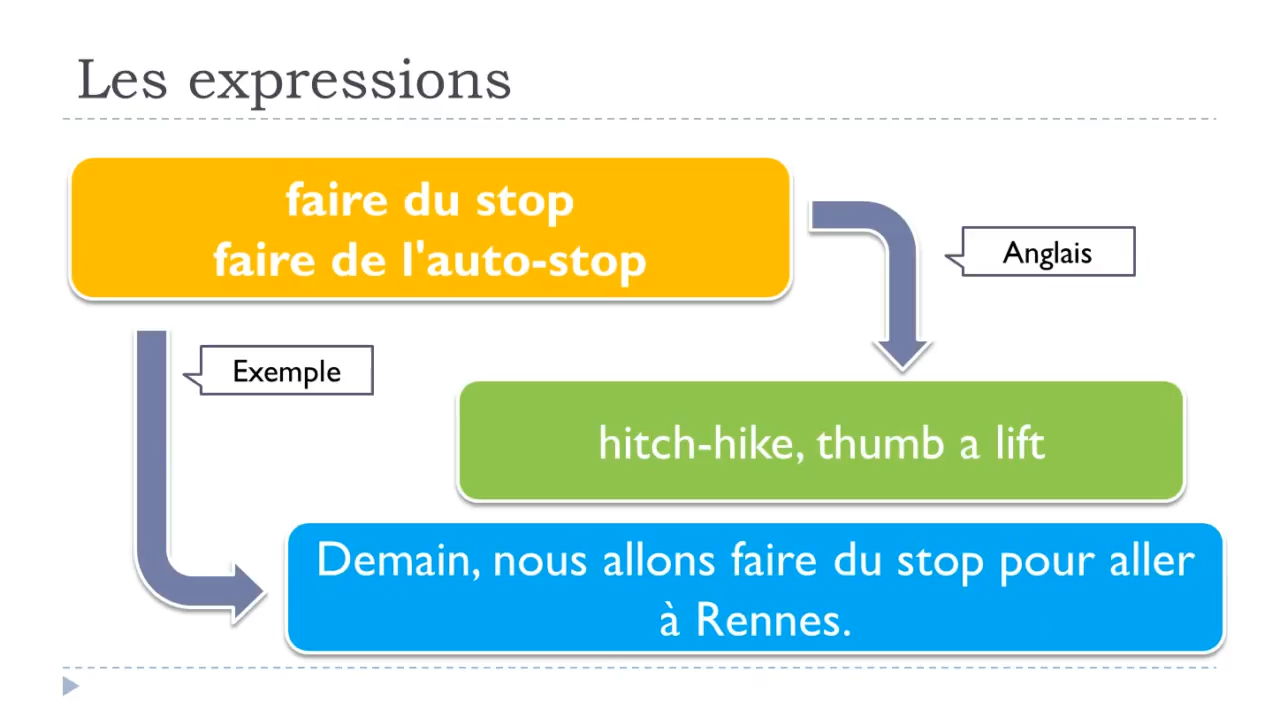 Les expressions
faire du stop
faire de l'auto-stop
Anglais
Exemple
hitch-hike, thumb a lift
Demain, nous allons faire du stop pour aller
à Rennes.